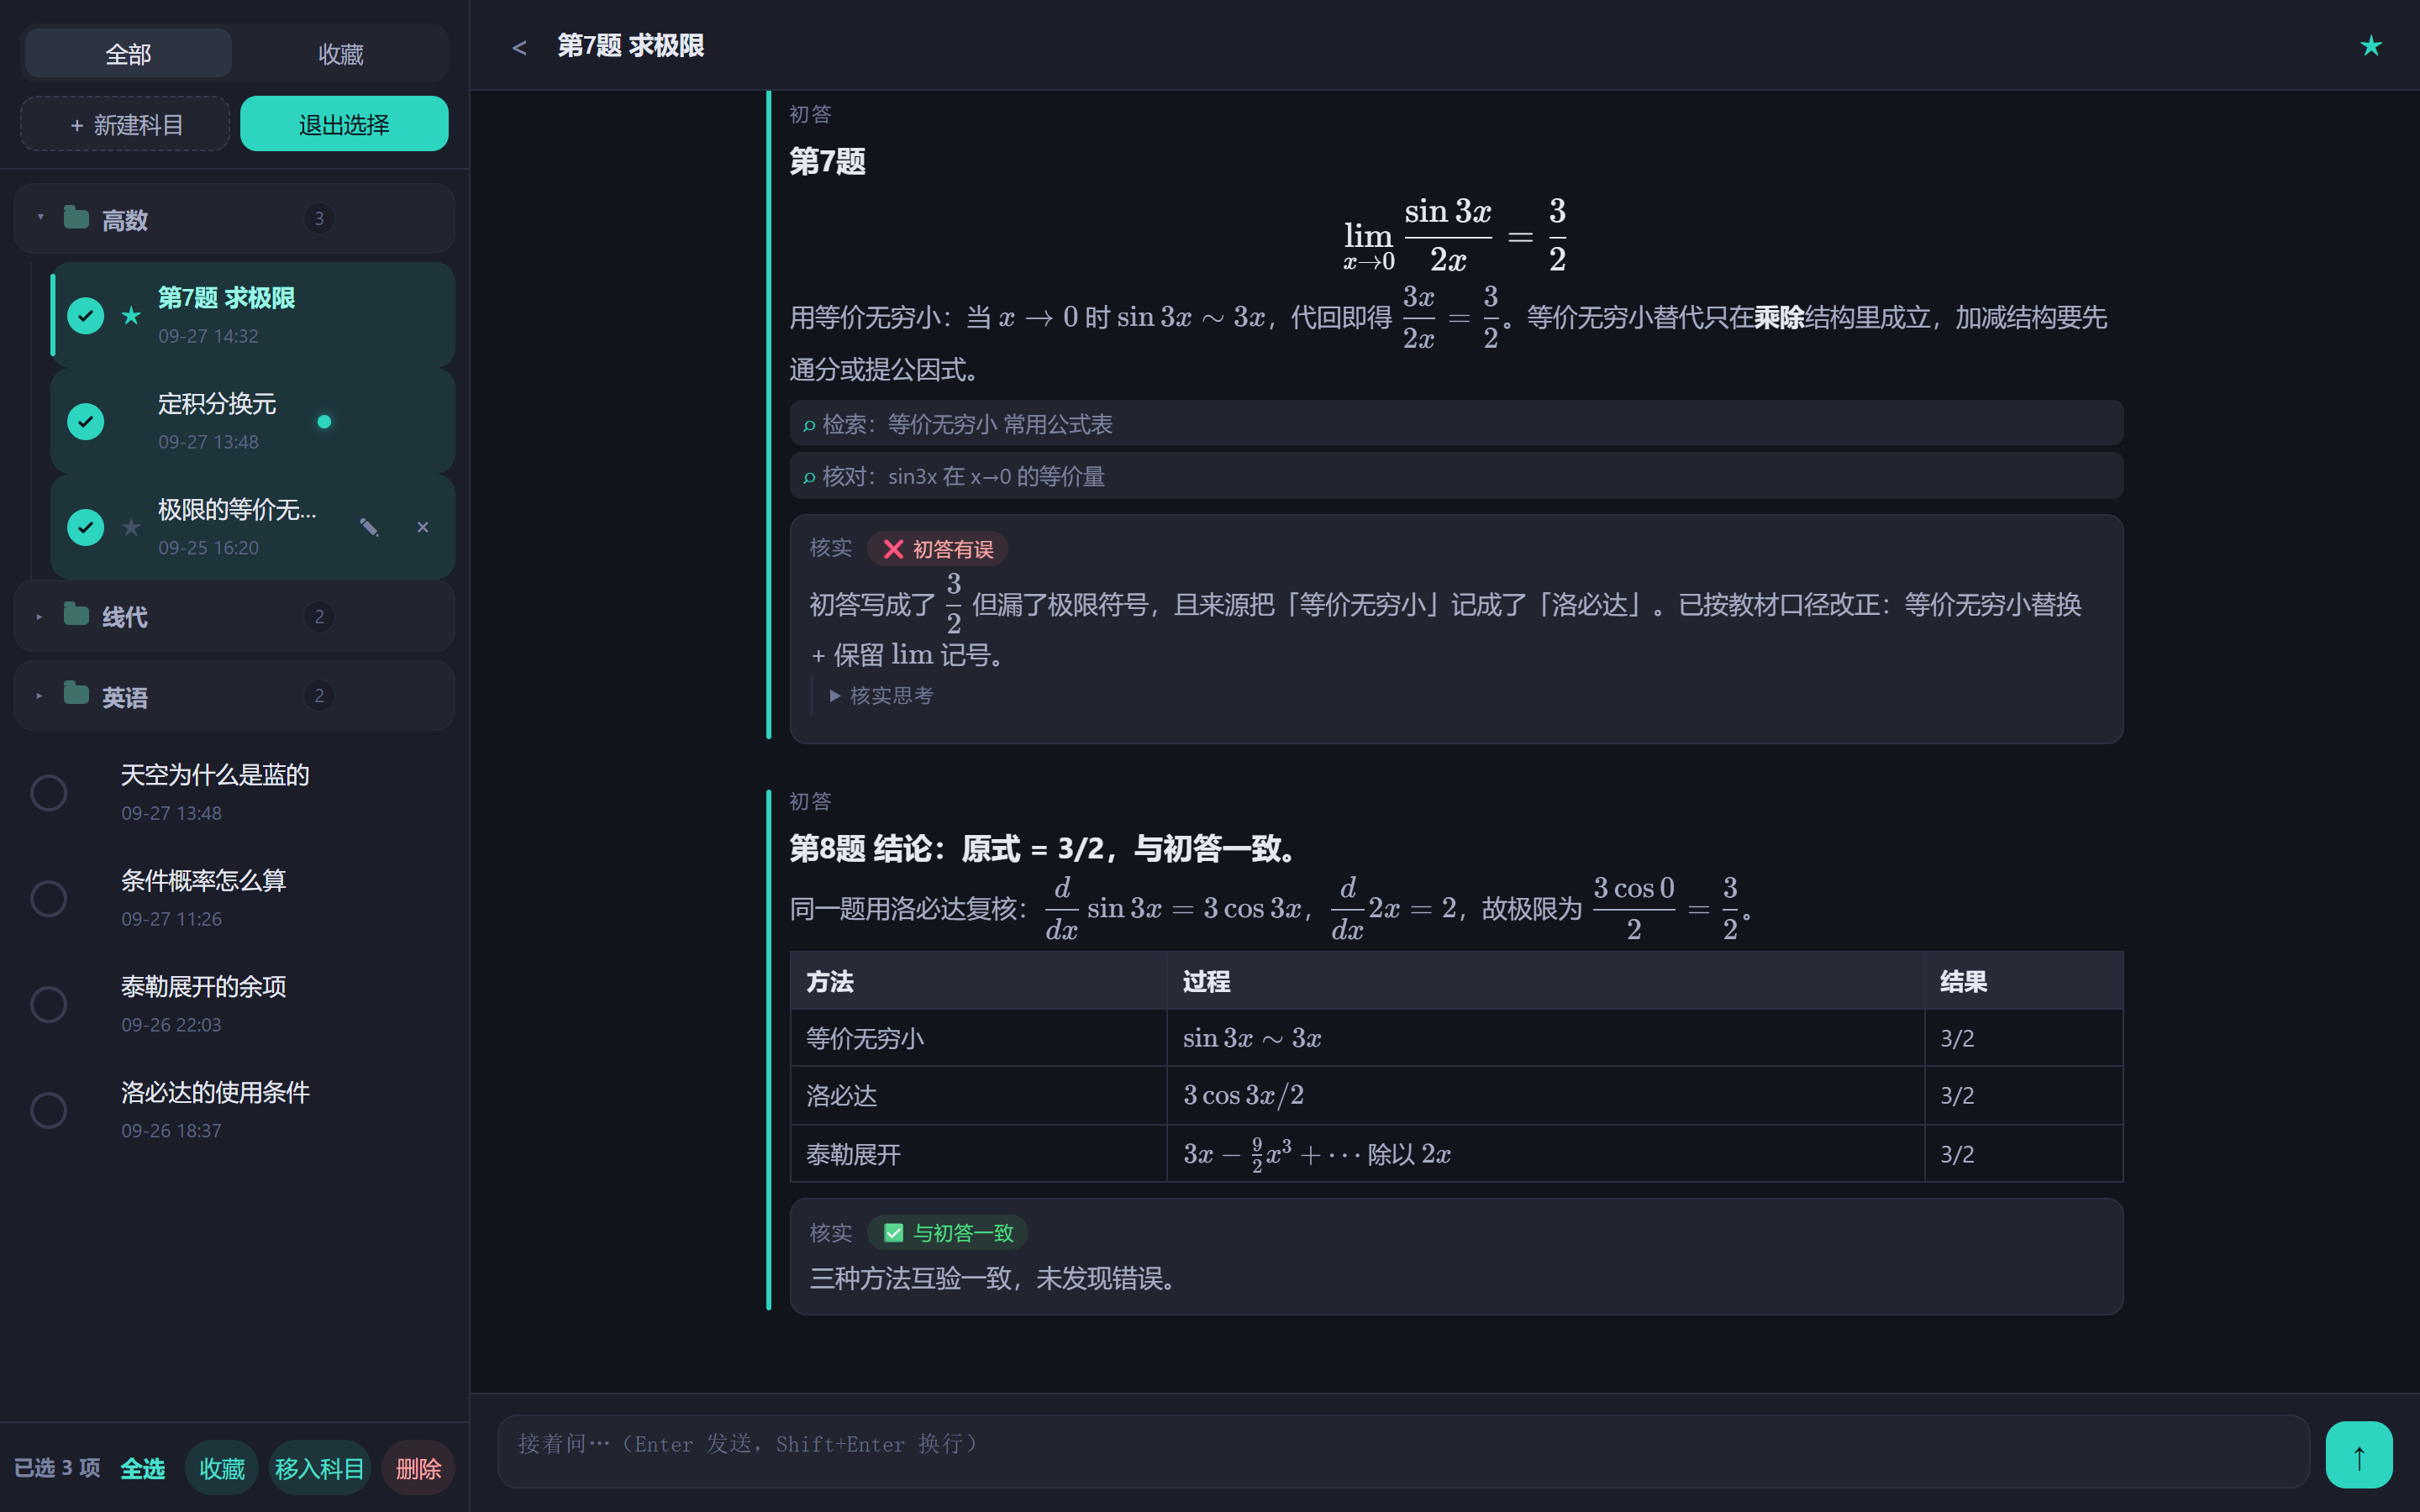 全部
收藏
+ 新建科目
退出选择
高数
3
第7题 求极限
09-27 14:32
定积分换元
09-27 13:48
极限的等价无...
09-25 16:20
线代
2
英语
2
天空为什么是蓝的
09-27 13:48
条件概率怎么算
09-27 11:26
泰勒展开的余项
09-26 22:03
洛必达的使用条件
09-26 18:37
已选 3 项 全选 收藏 移入科目 删除
< 第7题 求极限
初答
第7题
lim x→0 sin 3x / 2x = 3/2
用等价无穷小：当 x → 0 时 sin 3x ∼ 3x，代回即得 3x/2x = 3/2。等价无穷小替代只在乘除结构里成立，加减结构要先
通分或提公因式。
检索：等价无穷小 常用公式表
核对：sin3x 在 x→0 的等价量
核实 ❌ 初答有误
初答写成了 3/2 但漏了极限符号，且来源把「等价无穷小」记成了「洛必达」。已按教材口径改正：等价无穷小替换
+ 保留 lim 记号。
▶ 核实思考
初答
第8题 结论：原式 = 3/2，与初答一致。
同一题用洛必达复核：d/dx sin 3x = 3 cos 3x，d/dx 2x = 2，故极限为 3 cos 0 / 2 = 3/2。
方法 过程 结果
等价无穷小 sin 3x ∼ 3x 3/2
洛必达 3 cos 3x/2 3/2
泰勒展开 3x − 9/2 x³ + ⋯ 除以 2x 3/2
核实 ✅ 与初答一致
三种方法互验一致，未发现错误。
接着问…（Enter 发送，Shift+Enter 换行）
↑